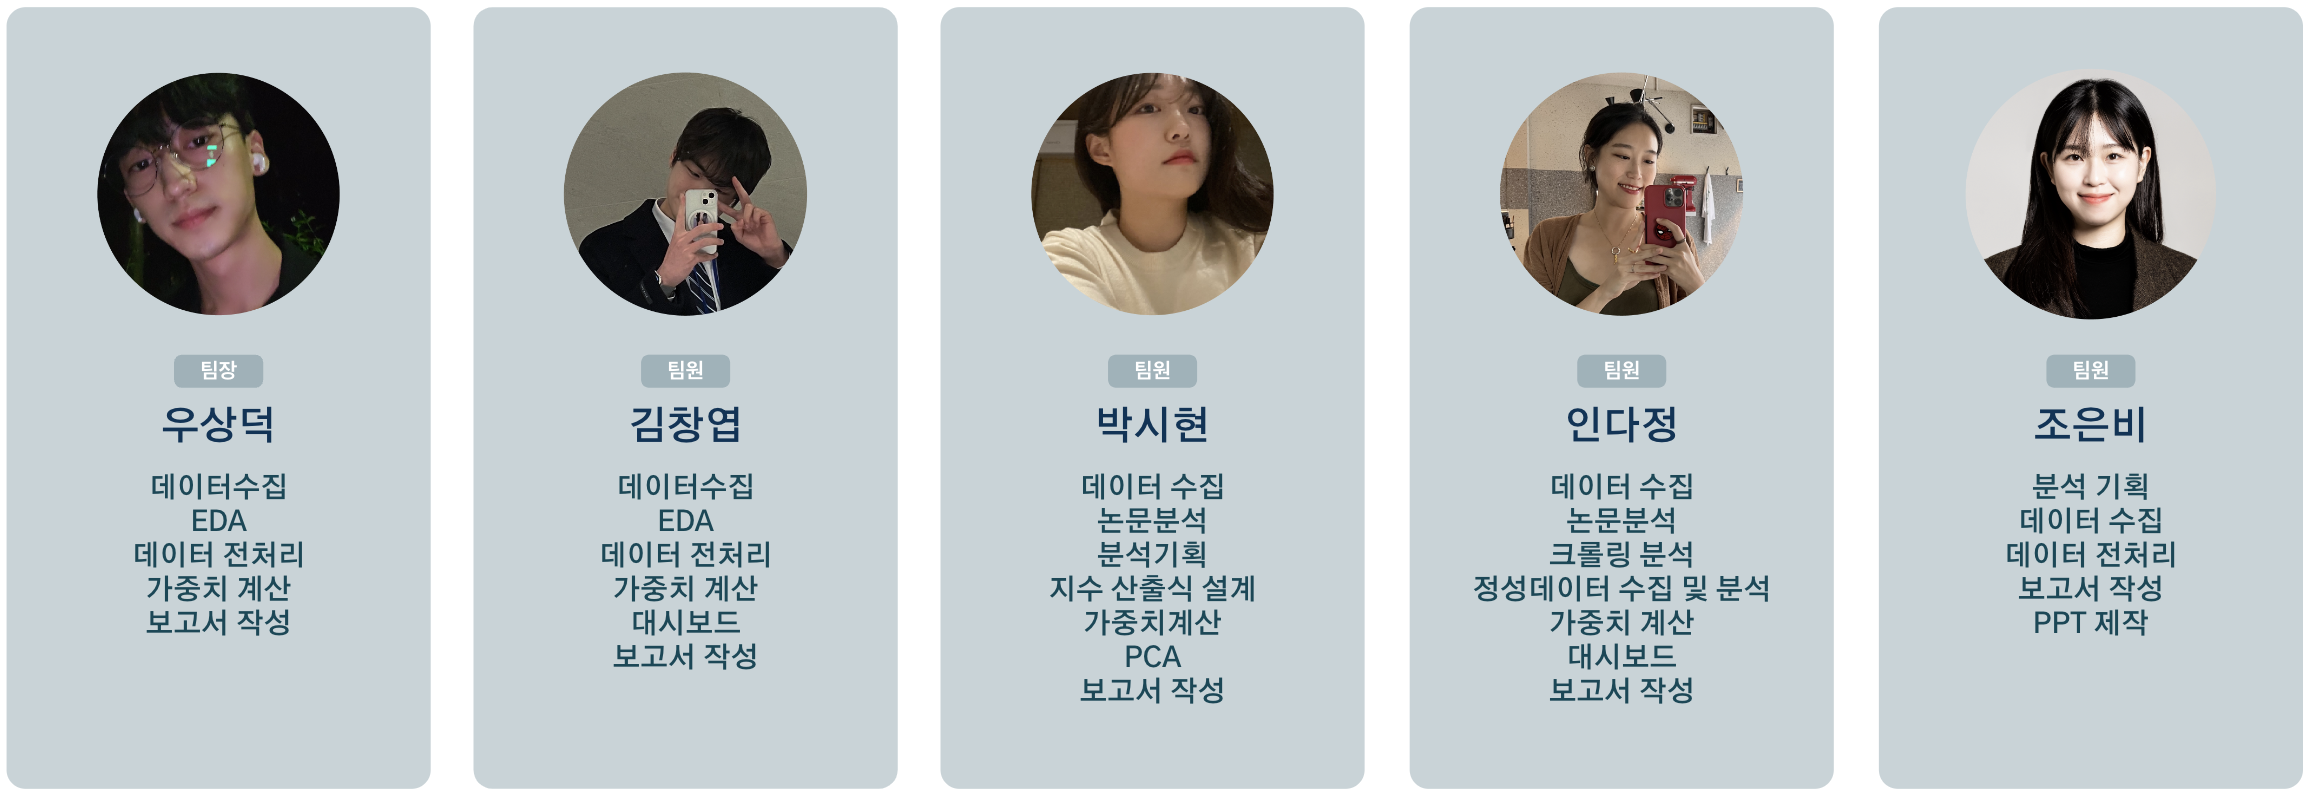 팀장
우상덕
데이터수집
EDA
데이터 전처리
가중치 계산
보고서 작성
팀원
김창엽
데이터수집
EDA
데이터 전처리
가중치 계산
대시보드
보고서 작성
팀원
박시현
데이터 수집
논문분석
분석기획
지수 산출식 설계
가중치계산
PCA
보고서 작성
팀원
인다정
데이터 수집
논문분석
크롤링 분석
정성데이터 수집 및 분석
가중치 계산
대시보드
보고서 작성
팀원
조은비
분석 기획
데이터 수집
데이터 전처리
보고서 작성
PPT 제작